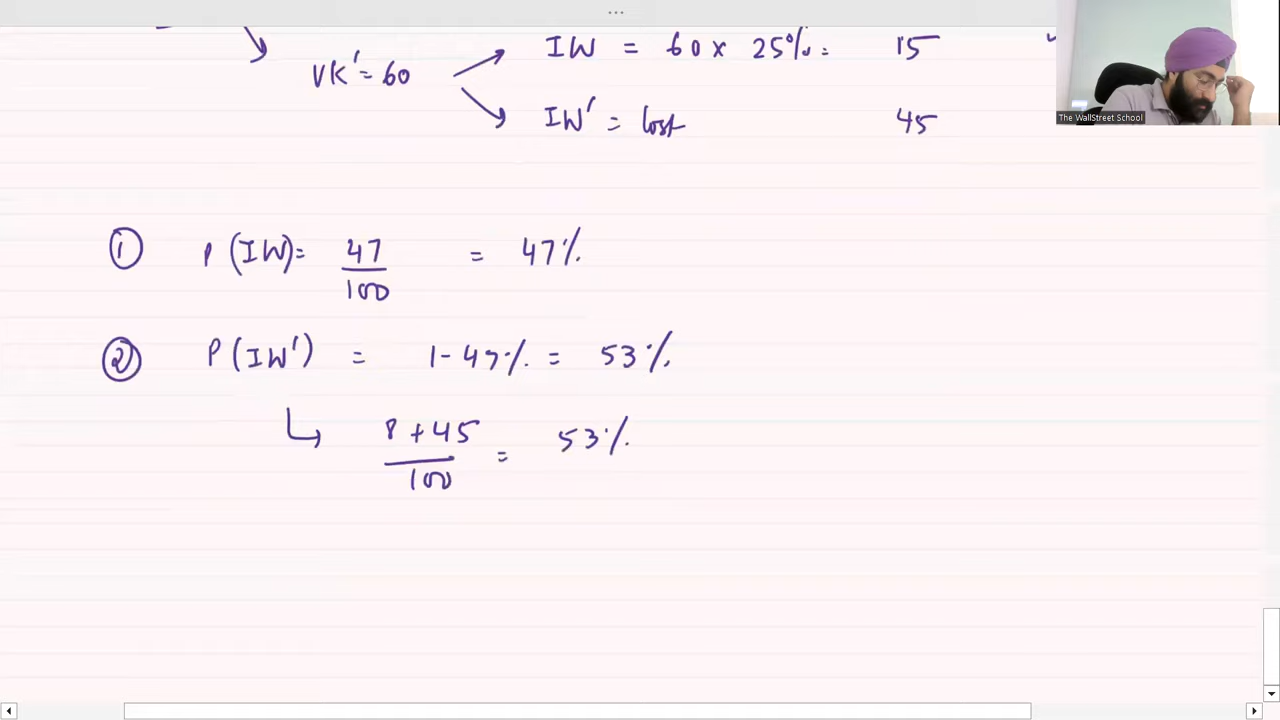 IW = 60 x 25% = 15
VK' = 60
IW' = lost 45
The WallStreet School
① P(IW) = 47/100 = 47%
② P(IW') = 1 - 47% = 53%
8 + 45/100 = 53%